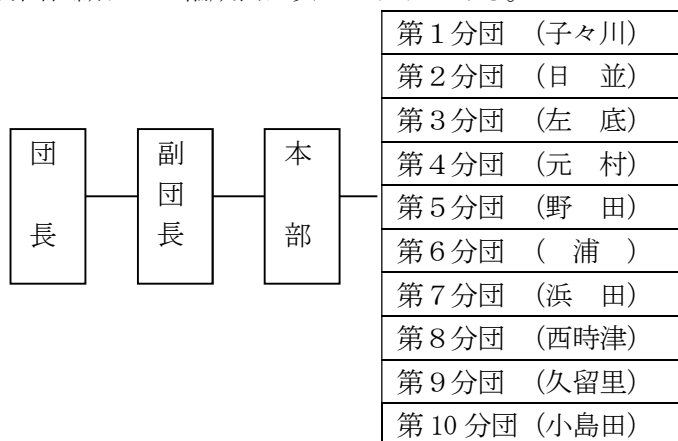 団長
副団長
本部
第１分団 （子々川）
第２分団 （日　並）
第３分団 （左　底）
第４分団 （元　村）
第５分団 （野　田）
第６分団 （　浦　）
第７分団 （浜　田）
第８分団 （西時津）
第９分団 （久留里）
第 10 分団（小島田）